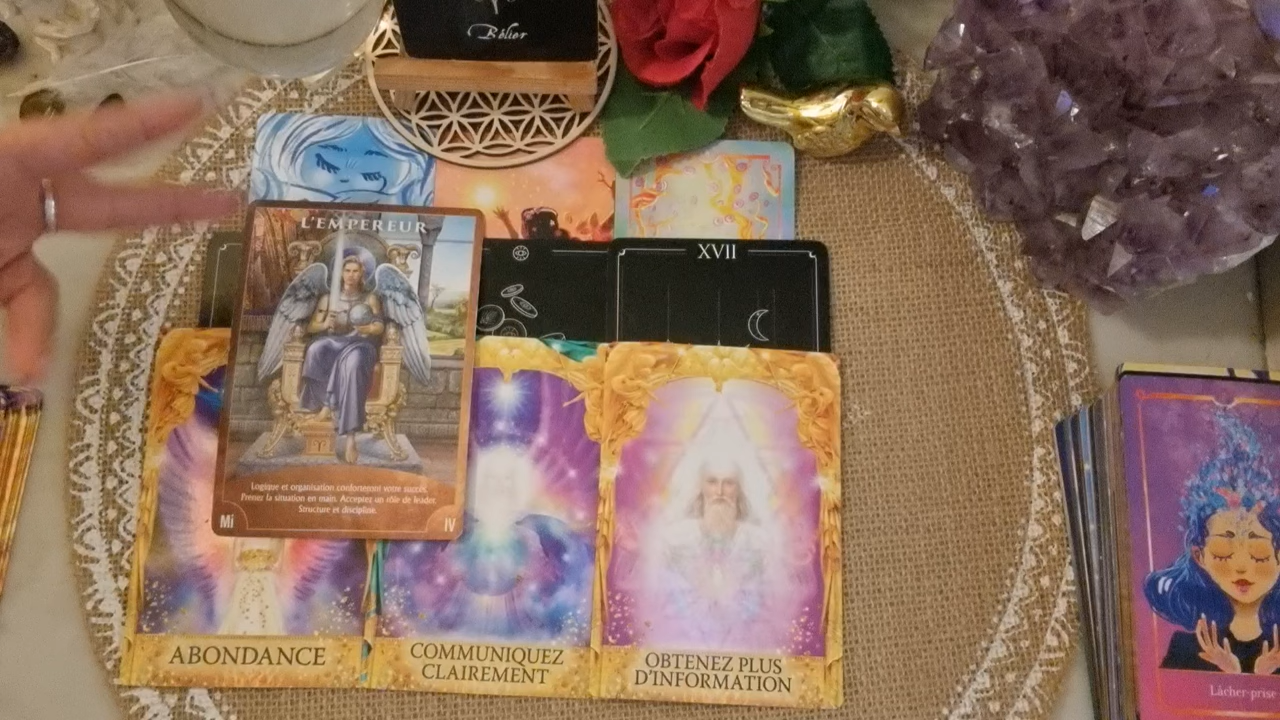 Bélier
L'EMPEREUR
XVII
Logique et organisation conforteront votre succès.
Prenez la situation en main. Acceptez un rôle de leader.
Structure et discipline.
Mi
IV
ABONDANCE
COMMUNIQUEZ
CLAIREMENT
OBTENEZ PLUS
D'INFORMATION
Lâcher-prise